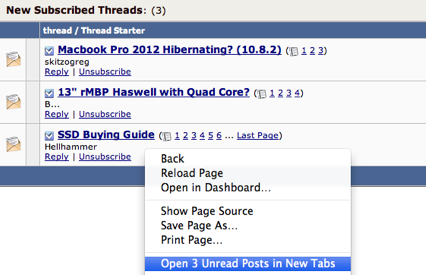 New Subscribed Threads: (3)
thread / Thread Starter
Macbook Pro 2012 Hibernating? (10.8.2) ( 1 2 3)
skitzogreg
Reply | Unsubscribe
13" rMBP Haswell with Quad Core? ( 1 2 3 4)
B...
Reply | Unsubscribe
SSD Buying Guide ( 1 2 3 4 5 6 ... Last Page)
Hellhammer
Reply | Unsubscribe
Back
Reload Page
Open in Dashboard...
Show Page Source
Save Page As...
Print Page...
Open 3 Unread Posts in New Tabs